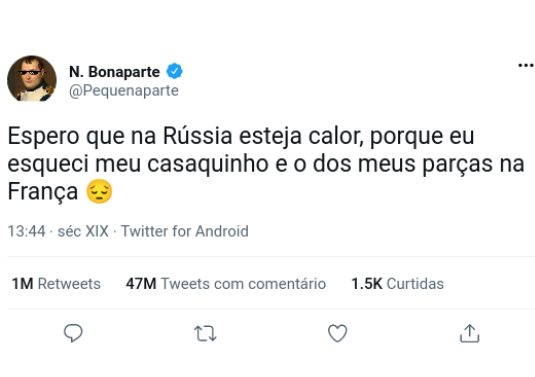 N. Bonaparte
@Pequenaparte
Espero que na Rússia esteja calor, porque eu
esqueci meu casaquinho e o dos meus parças na
França 😔
13:44 · séc XIX · Twitter for Android
1M Retweets 47M Tweets com comentário 1.5K Curtidas